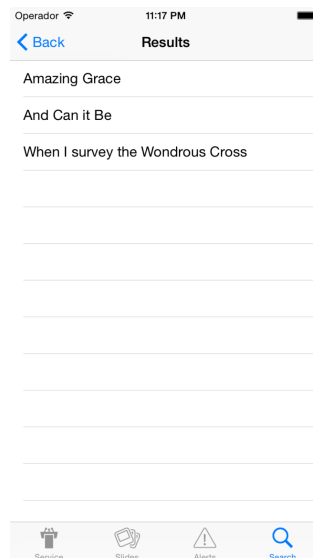 Operador 11:17 PM
Back Results
Amazing Grace
And Can it Be
When I survey the Wondrous Cross
Service Slides Alerts Search